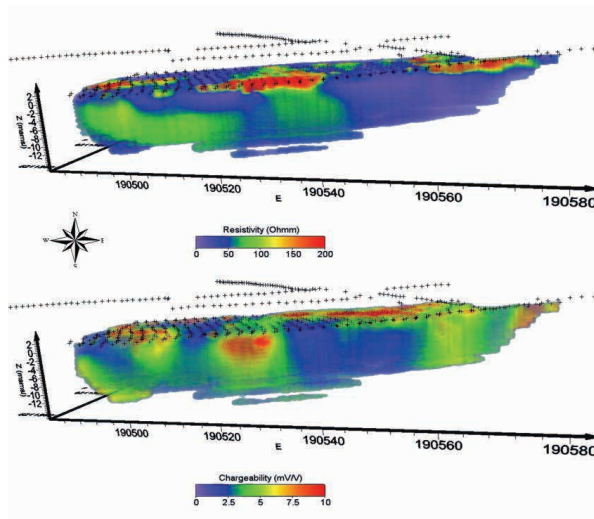 2
0
-2
-4
-6
-8
-10
-12
Z (metres)
190500
190520
190540
190560
190580
E
N
W
E
S
Resistivity (Ohmm)
0 50 100 150 200
2
0
-2
-4
-6
-8
-10
-12
Z (metres)
190500
190520
190540
190560
190580
E
Chargeability (mV/V)
0 2.5 5 7.5 10